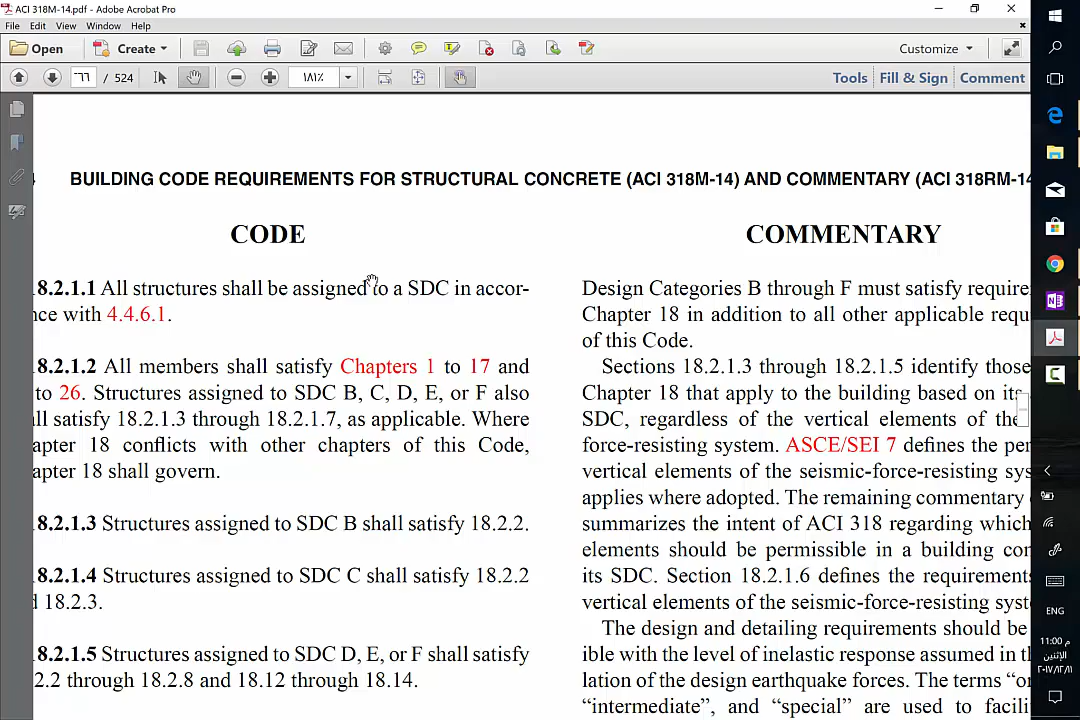 ACI 318M-14.pdf - Adobe Acrobat Pro
File Edit View Window Help
Open Create Customize
٦٦ / 524 ١٨١٪ Tools Fill & Sign Comment
BUILDING CODE REQUIREMENTS FOR STRUCTURAL CONCRETE (ACI 318M-14) AND COMMENTARY (ACI 318RM-14
CODE
8.2.1.1 All structures shall be assigned to a SDC in accor-
nce with 4.4.6.1.
8.2.1.2 All members shall satisfy Chapters 1 to 17 and
to 26. Structures assigned to SDC B, C, D, E, or F also
ll satisfy 18.2.1.3 through 18.2.1.7, as applicable. Where
apter 18 conflicts with other chapters of this Code,
apter 18 shall govern.
8.2.1.3 Structures assigned to SDC B shall satisfy 18.2.2.
8.2.1.4 Structures assigned to SDC C shall satisfy 18.2.2
d 18.2.3.
8.2.1.5 Structures assigned to SDC D, E, or F shall satisfy
2.2 through 18.2.8 and 18.12 through 18.14.
COMMENTARY
Design Categories B through F must satisfy require
Chapter 18 in addition to all other applicable requ
of this Code.
Sections 18.2.1.3 through 18.2.1.5 identify those
Chapter 18 that apply to the building based on its
SDC, regardless of the vertical elements of the
force-resisting system. ASCE/SEI 7 defines the per
vertical elements of the seismic-force-resisting sys
applies where adopted. The remaining commentary
summarizes the intent of ACI 318 regarding which
elements should be permissible in a building con
its SDC. Section 18.2.1.6 defines the requirements
vertical elements of the seismic-force-resisting syst
The design and detailing requirements should be
ible with the level of inelastic response assumed in th
lation of the design earthquake forces. The terms “or
“intermediate”, and “special” are used to facili
ENG
11:00 م
الإثنين
٢٠١٧/١٢/١١